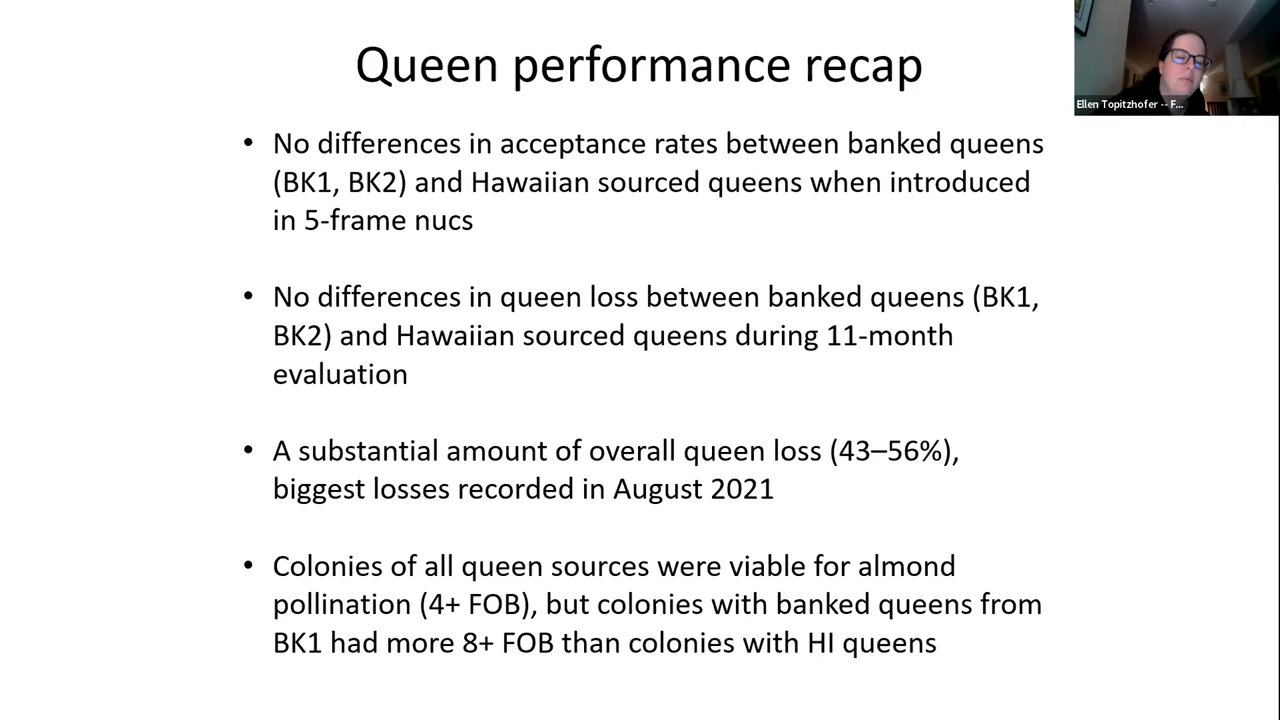 Queen performance recap
Ellen Topitzhofer -- F...
• No differences in acceptance rates between banked queens
(BK1, BK2) and Hawaiian sourced queens when introduced
in 5-frame nucs
• No differences in queen loss between banked queens (BK1,
BK2) and Hawaiian sourced queens during 11-month
evaluation
• A substantial amount of overall queen loss (43–56%),
biggest losses recorded in August 2021
• Colonies of all queen sources were viable for almond
pollination (4+ FOB), but colonies with banked queens from
BK1 had more 8+ FOB than colonies with HI queens